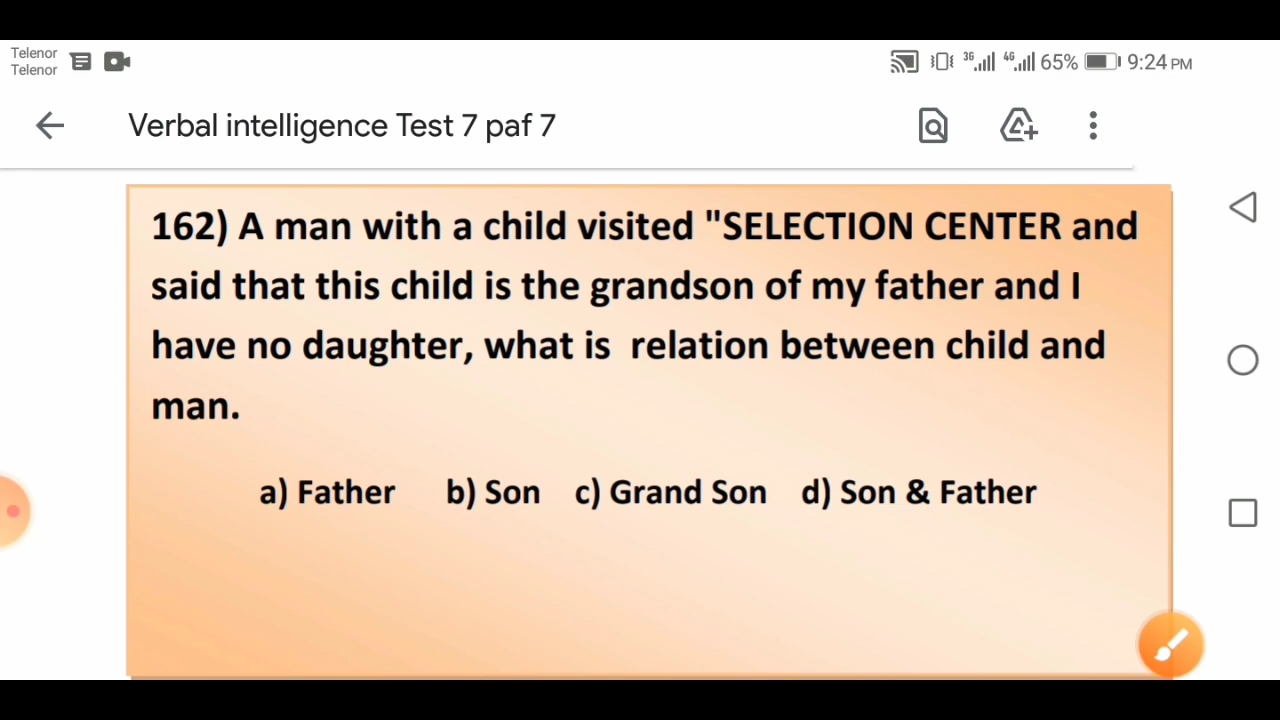 Telenor
Telenor
3G 4G 65% 9:24 PM
Verbal intelligence Test 7 paf 7
162) A man with a child visited "SELECTION CENTER and
said that this child is the grandson of my father and I
have no daughter, what is relation between child and
man.
a) Father b) Son c) Grand Son d) Son & Father